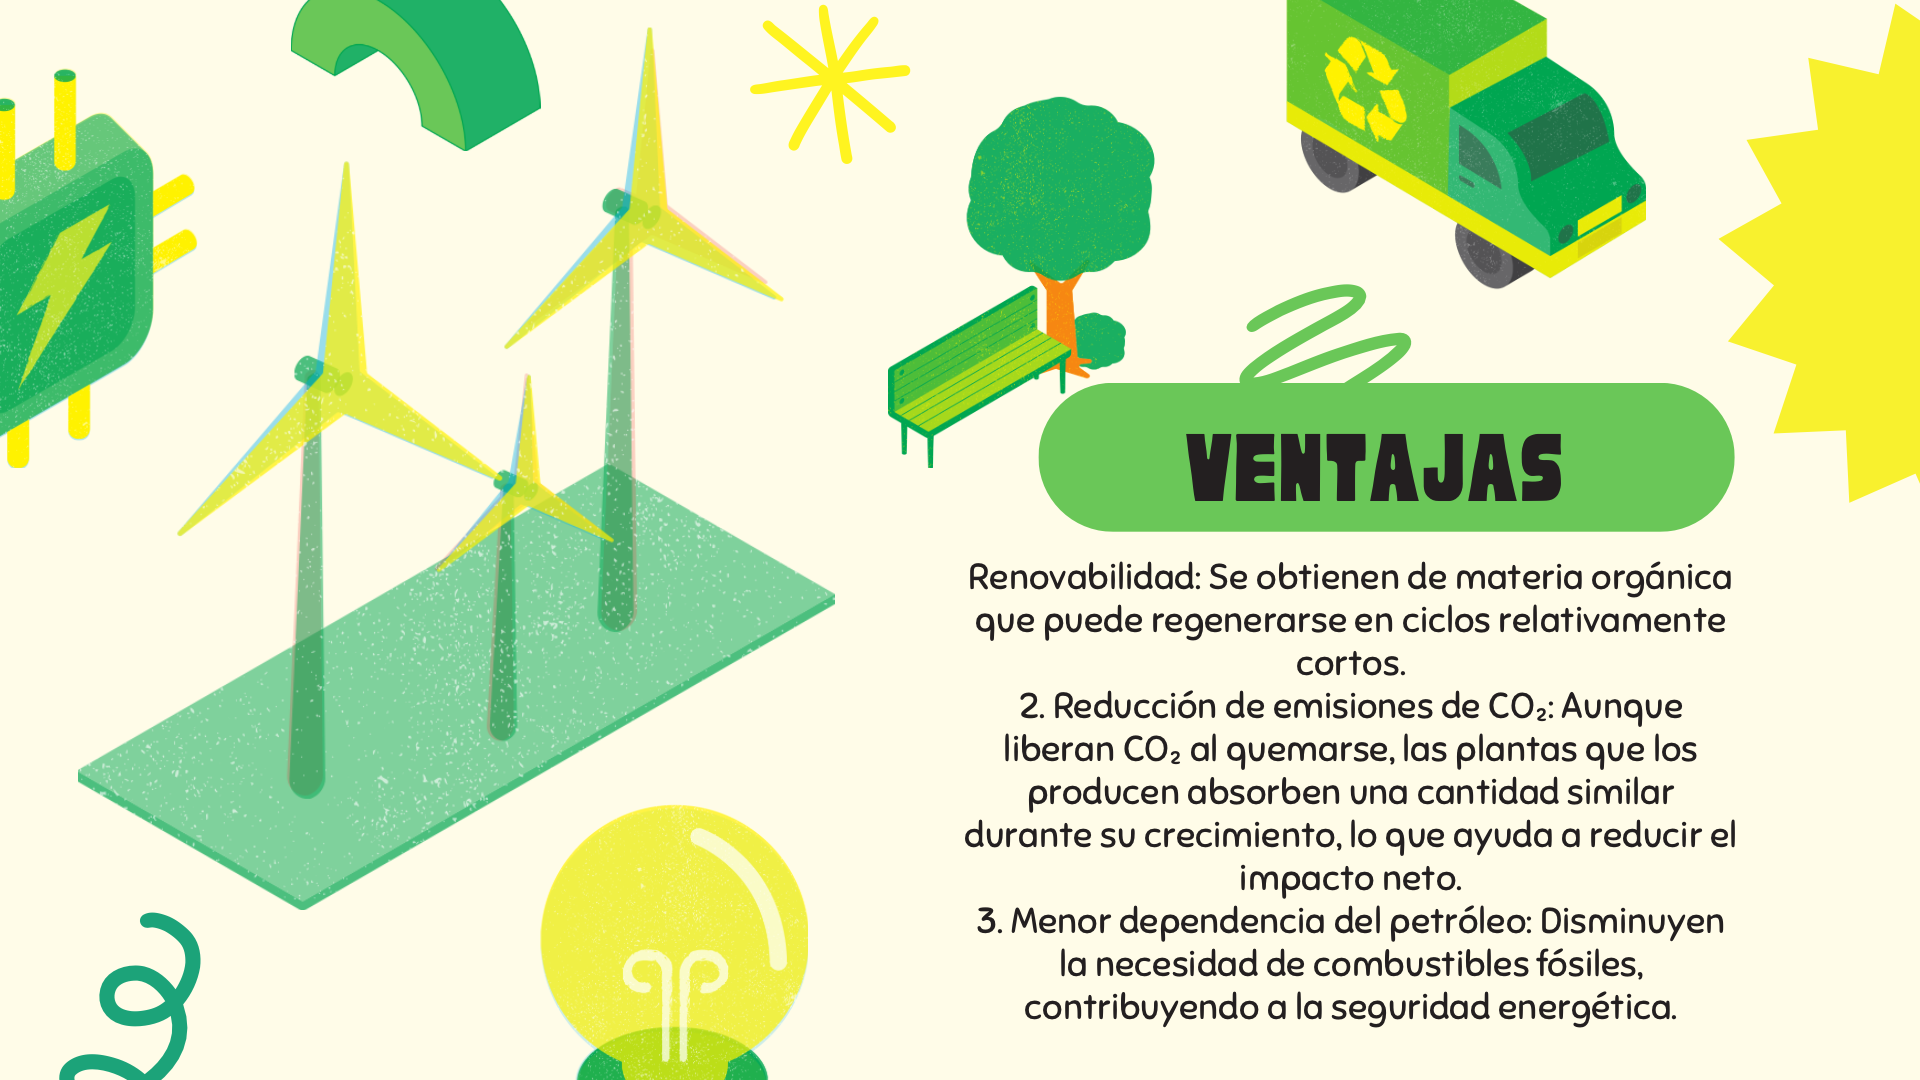 VENTAJAS
Renovabilidad: Se obtienen de materia orgánica
que puede regenerarse en ciclos relativamente
cortos.
2. Reducción de emisiones de CO₂: Aunque
liberan CO₂ al quemarse, las plantas que los
producen absorben una cantidad similar
durante su crecimiento, lo que ayuda a reducir el
impacto neto.
3. Menor dependencia del petróleo: Disminuyen
la necesidad de combustibles fósiles,
contribuyendo a la seguridad energética.